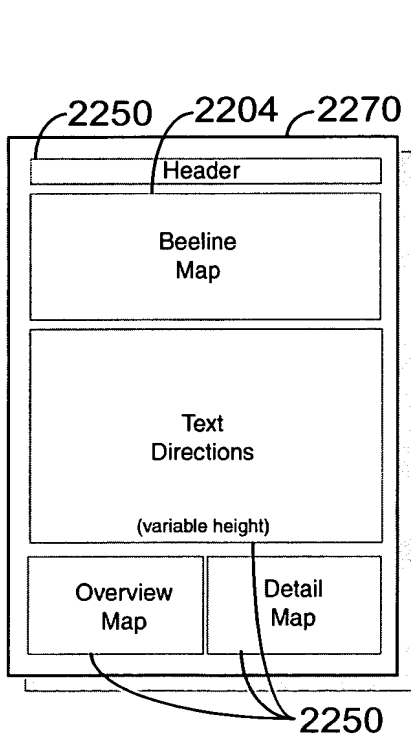 2250 2204 2270
Header
Beeline
Map
Text
Directions
(variable height)
Overview
Map
Detail
Map
2250